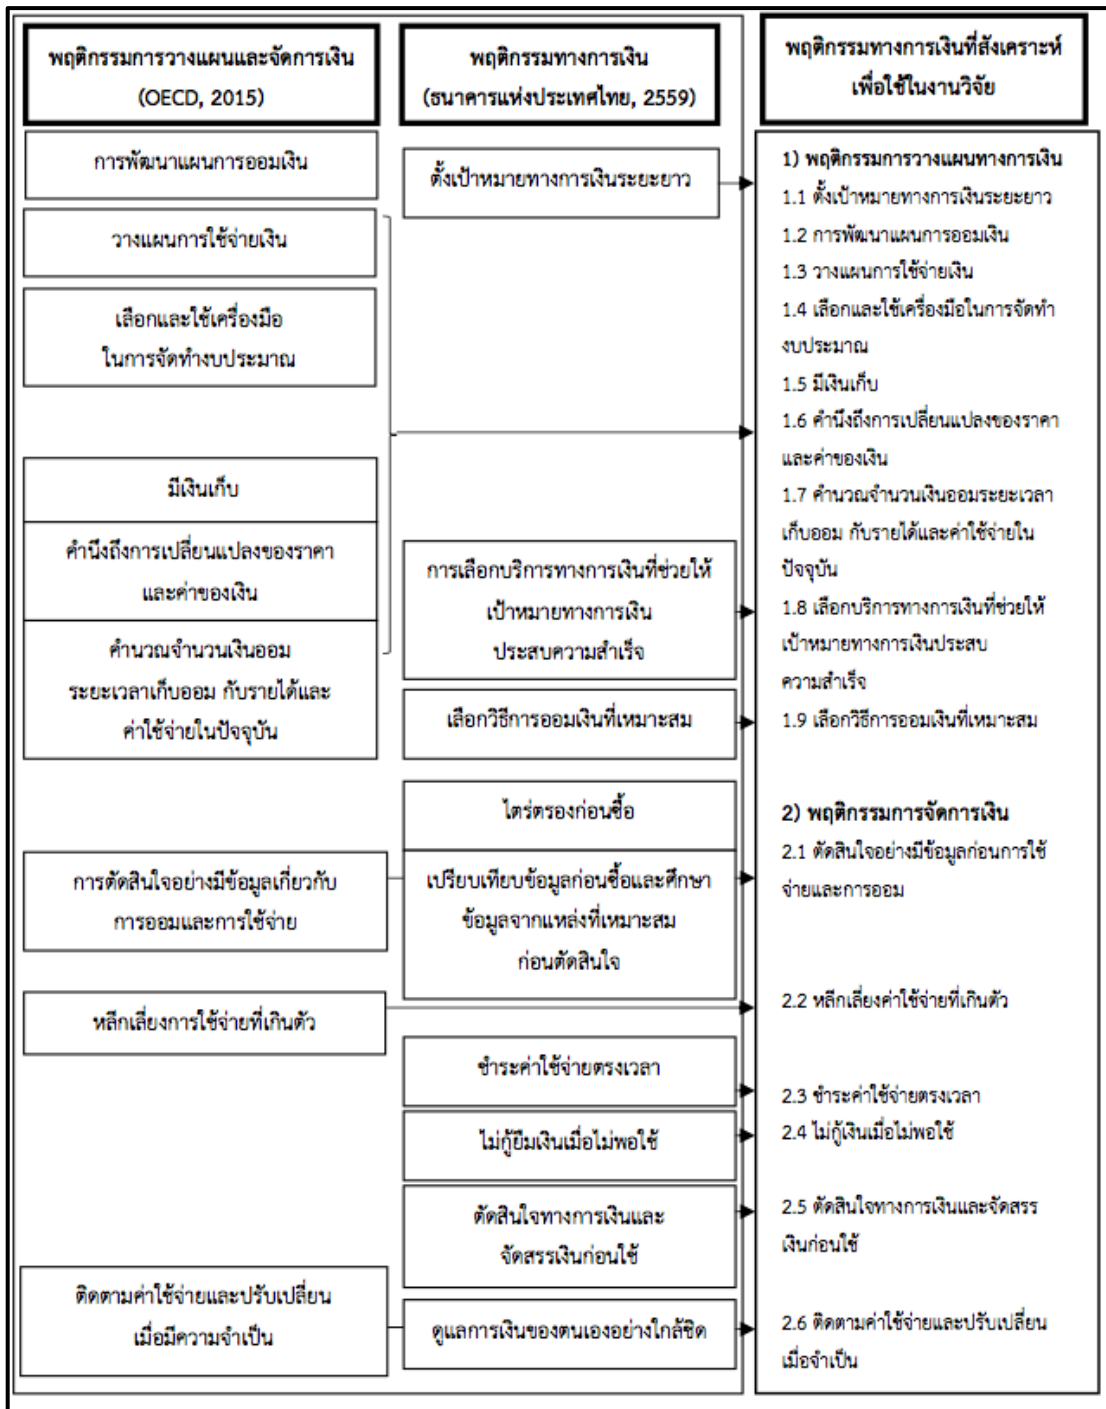 พฤติกรรมการวางแผนและจัดการเงิน
(OECD, 2015)
การพัฒนาแผนการออมเงิน
วางแผนการใช้จ่ายเงิน
เลือกและใช้เครื่องมือ
ในการจัดทำงบประมาณ
มีเงินเก็บ
คำนึงถึงการเปลี่ยนแปลงของราคา
และค่าของเงิน
คำนวณจำนวนเงินออม
ระยะเวลาเก็บออม กับรายได้และ
ค่าใช้จ่ายในปัจจุบัน
การตัดสินใจอย่างมีข้อมูลเกี่ยวกับ
การออมและการใช้จ่าย
หลีกเลี่ยงการใช้จ่ายที่เกินตัว
ติดตามค่าใช้จ่ายและปรับเปลี่ยน
เมื่อมีความจำเป็น
พฤติกรรมทางการเงิน
(ธนาคารแห่งประเทศไทย, 2559)
ตั้งเป้าหมายทางการเงินระยะยาว
การเลือกบริการทางการเงินที่ช่วยให้
เป้าหมายทางการเงิน
ประสบความสำเร็จ
เลือกวิธีการออมเงินที่เหมาะสม
ไตร่ตรองก่อนซื้อ
เปรียบเทียบข้อมูลก่อนซื้อและศึกษา
ข้อมูลจากแหล่งที่เหมาะสม
ก่อนตัดสินใจ
ชำระค่าใช้จ่ายตรงเวลา
ไม่กู้ยืมเงินเมื่อไม่พอใช้
ตัดสินใจทางการเงินและ
จัดสรรเงินก่อนใช้
ดูแลการเงินของตนเองอย่างใกล้ชิด
พฤติกรรมทางการเงินที่สังเคราะห์
เพื่อใช้ในงานวิจัย
1) พฤติกรรมการวางแผนทางการเงิน
1.1 ตั้งเป้าหมายทางการเงินระยะยาว
1.2 การพัฒนาแผนการออมเงิน
1.3 วางแผนการใช้จ่ายเงิน
1.4 เลือกและใช้เครื่องมือในการจัดทำ
งบประมาณ
1.5 มีเงินเก็บ
1.6 คำนึงถึงการเปลี่ยนแปลงของราคา
และค่าของเงิน
1.7 คำนวณจำนวนเงินออมระยะเวลา
เก็บออม กับรายได้และค่าใช้จ่ายใน
ปัจจุบัน
1.8 เลือกบริการทางการเงินที่ช่วยให้
เป้าหมายทางการเงินประสบ
ความสำเร็จ
1.9 เลือกวิธีการออมเงินที่เหมาะสม
2) พฤติกรรมการจัดการเงิน
2.1 ตัดสินใจอย่างมีข้อมูลก่อนการใช้
จ่ายและการออม
2.2 หลีกเลี่ยงค่าใช้จ่ายที่เกินตัว
2.3 ชำระค่าใช้จ่ายตรงเวลา
2.4 ไม่กู้เงินเมื่อไม่พอใช้
2.5 ตัดสินใจทางการเงินและจัดสรร
เงินก่อนใช้
2.6 ติดตามค่าใช้จ่ายและปรับเปลี่ยน
เมื่อจำเป็น